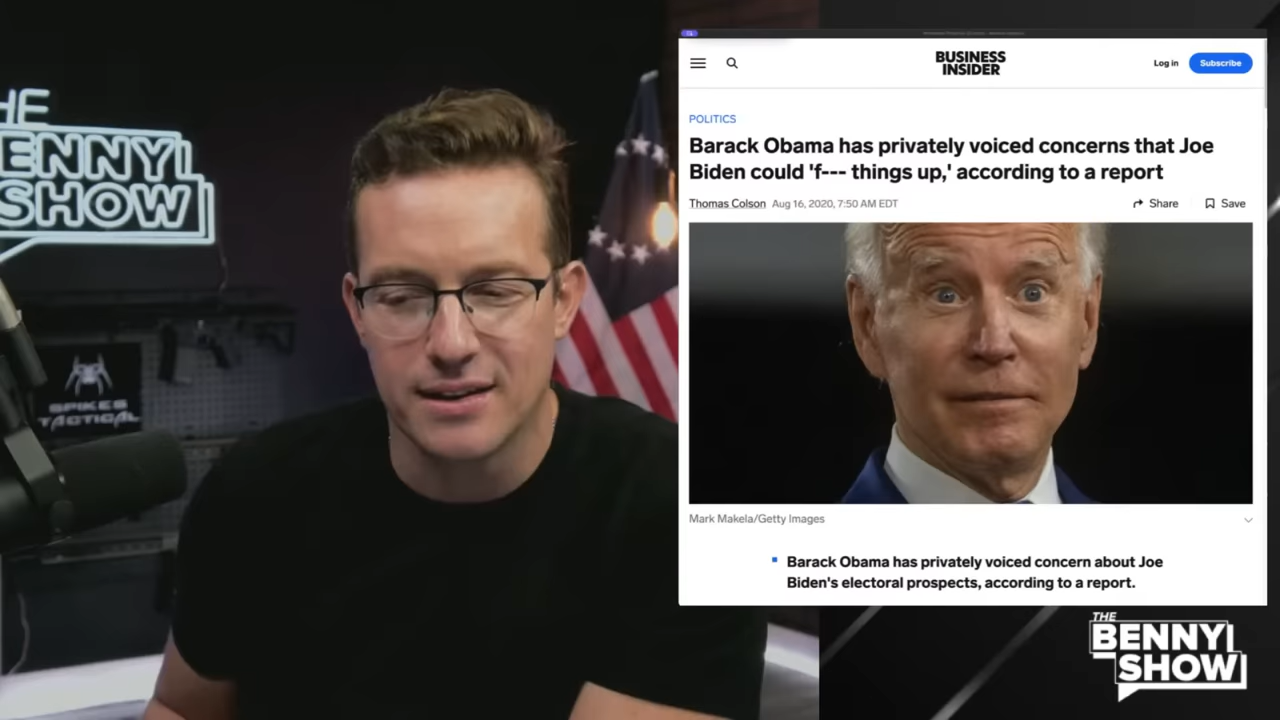 THE
BENNY
SHOW
SPIKES
TACTICAL
BUSINESS
INSIDER
Log in
Subscribe
POLITICS
Barack Obama has privately voiced concerns that Joe
Biden could 'f--- things up,' according to a report
Thomas Colson Aug 16, 2020, 7:50 AM EDT
Share
Save
Mark Makela/Getty Images
Barack Obama has privately voiced concern about Joe
Biden's electoral prospects, according to a report.
THE
BENNY
SHOW